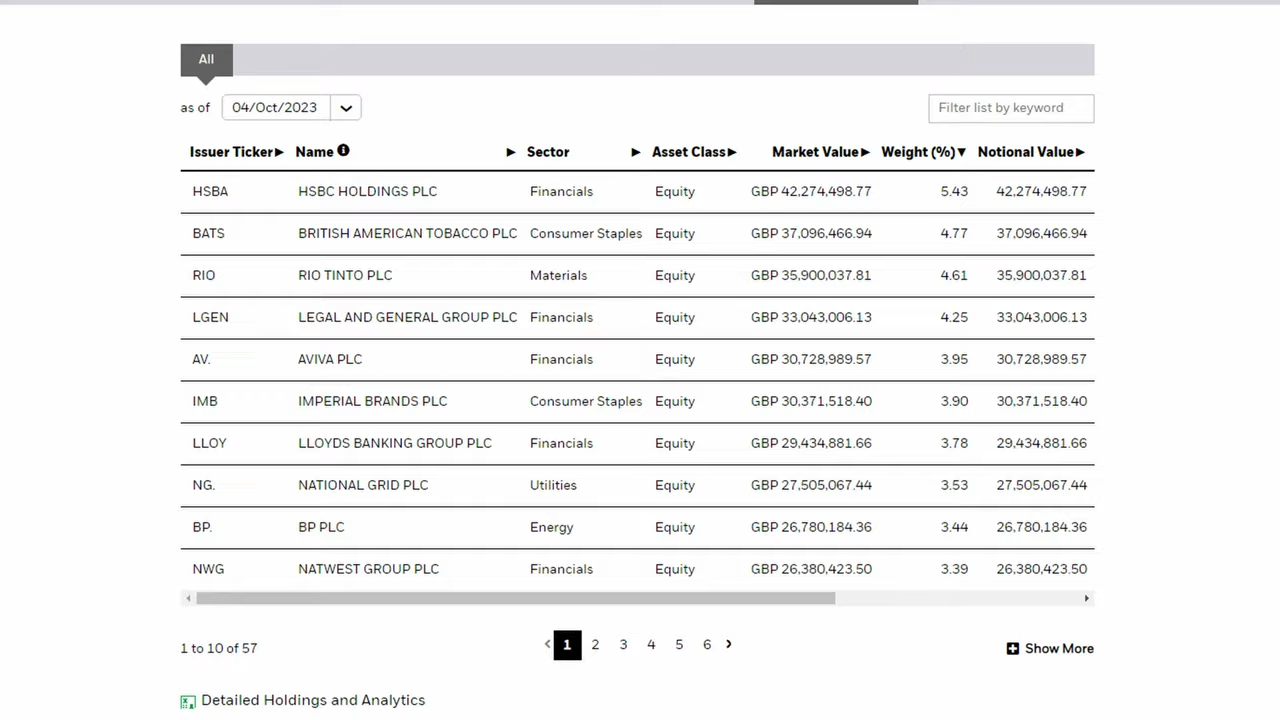 All
as of 04/Oct/2023 Filter list by keyword
Issuer Ticker Name Sector Asset Class Market Value Weight (%) Notional Value
HSBA HSBC HOLDINGS PLC Financials Equity GBP 42,274,498.77 5.43 42,274,498.77
BATS BRITISH AMERICAN TOBACCO PLC Consumer Staples Equity GBP 37,096,466.94 4.77 37,096,466.94
RIO RIO TINTO PLC Materials Equity GBP 35,900,037.81 4.61 35,900,037.81
LGEN LEGAL AND GENERAL GROUP PLC Financials Equity GBP 33,043,006.13 4.25 33,043,006.13
AV. AVIVA PLC Financials Equity GBP 30,728,989.57 3.95 30,728,989.57
IMB IMPERIAL BRANDS PLC Consumer Staples Equity GBP 30,371,518.40 3.90 30,371,518.40
LLOY LLOYDS BANKING GROUP PLC Financials Equity GBP 29,434,881.66 3.78 29,434,881.66
NG. NATIONAL GRID PLC Utilities Equity GBP 27,505,067.44 3.53 27,505,067.44
BP. BP PLC Energy Equity GBP 26,780,184.36 3.44 26,780,184.36
NWG NATWEST GROUP PLC Financials Equity GBP 26,380,423.50 3.39 26,380,423.50
1 to 10 of 57 1 2 3 4 5 6 Show More
Detailed Holdings and Analytics